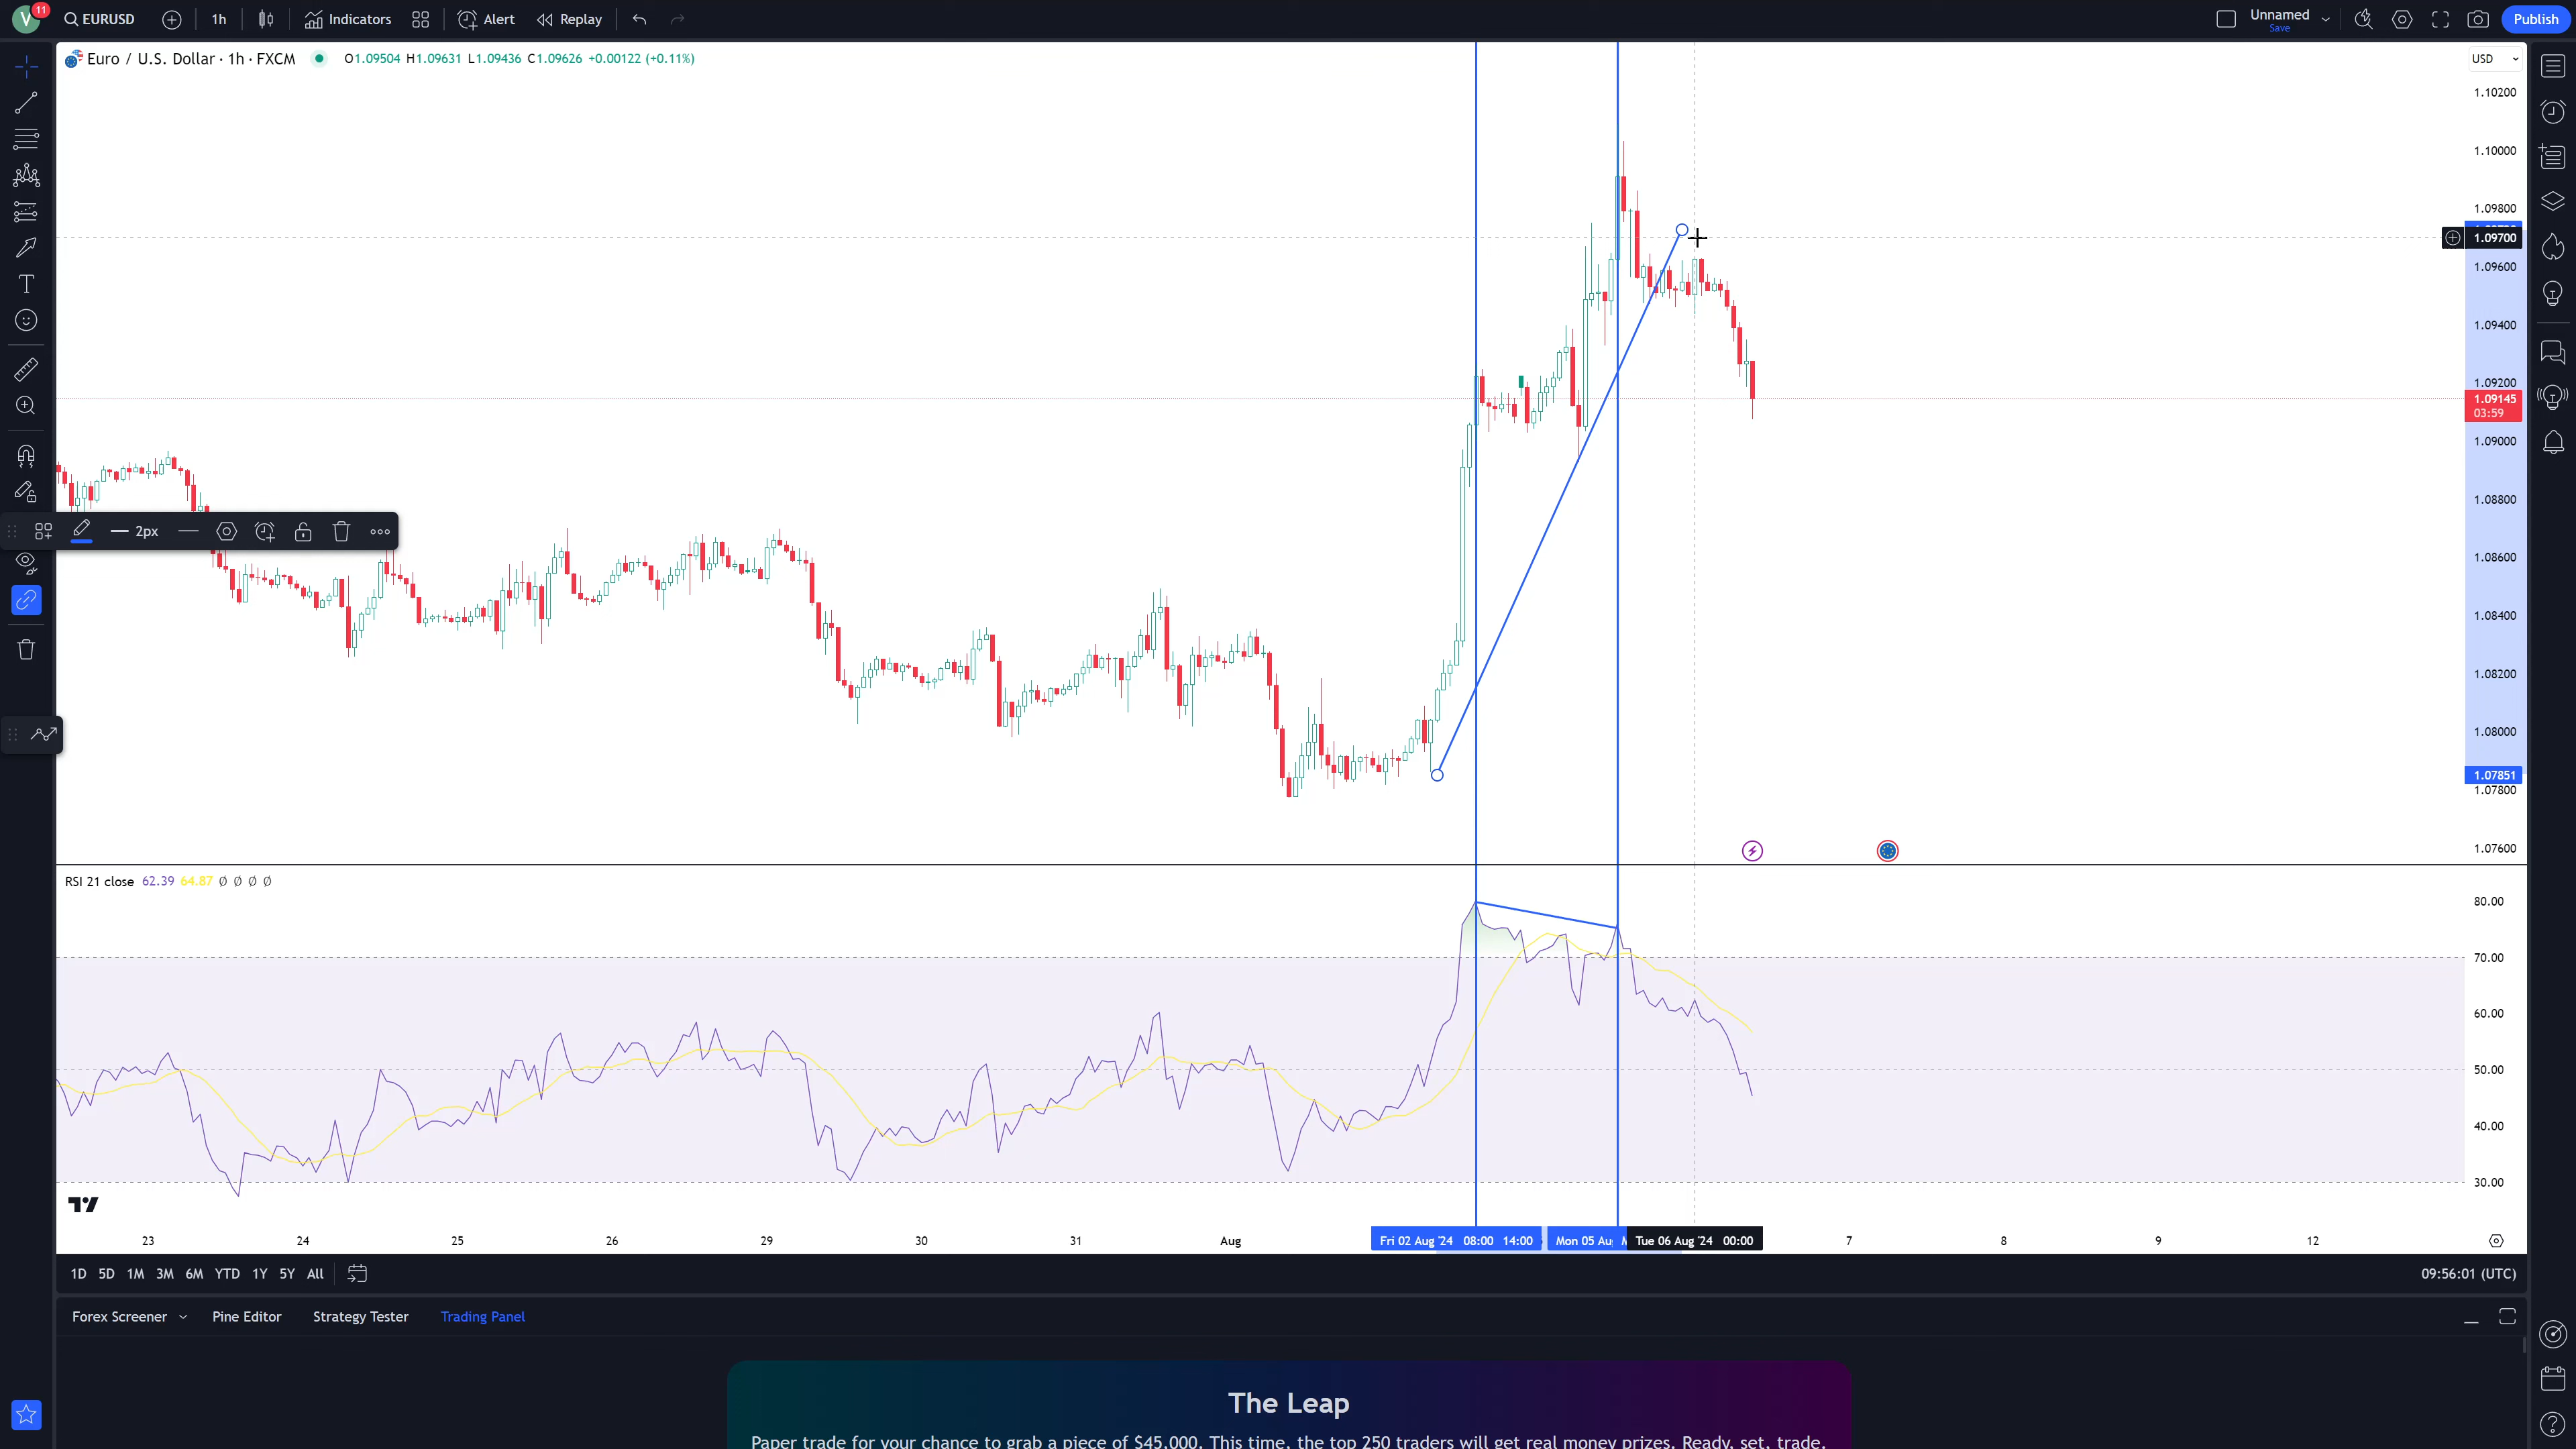 V 11 EURUSD 1h Indicators Alert Replay Unnamed Save Publish
Euro / U.S. Dollar · 1h · FXCM O1.09504 H1.09631 L1.09436 C1.09626 +0.00122 (+0.11%)
USD
1.10200
1.10000
1.09800
1.09700
1.09600
1.09400
1.09200
1.09145
03:59
1.09000
1.08800
2px
1.08600
1.08400
1.08200
1.08000
1.07851
1.07800
1.07600
RSI 21 close 62.39 64.87 Ø Ø Ø Ø
80.00
70.00
60.00
50.00
40.00
30.00
23 24 25 26 29 30 31 Aug Fri 02 Aug '24 08:00 14:00 Mon 05 Au Tue 06 Aug '24 00:00 7 8 9 12
1D 5D 1M 3M 6M YTD 1Y 5Y All 09:56:01 (UTC)
Forex Screener Pine Editor Strategy Tester Trading Panel
The Leap
Paper trade for your chance to grab a piece of $45,000. This time, the top 250 traders will get real money prizes. Ready, set, trade.